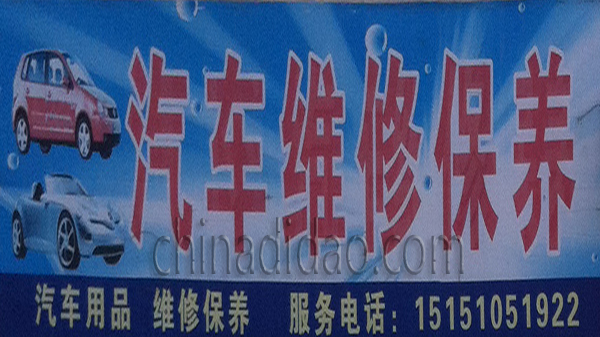 汽车维修保养
chinadidao.com
汽车用品 维修保养 服务电话：15151051922